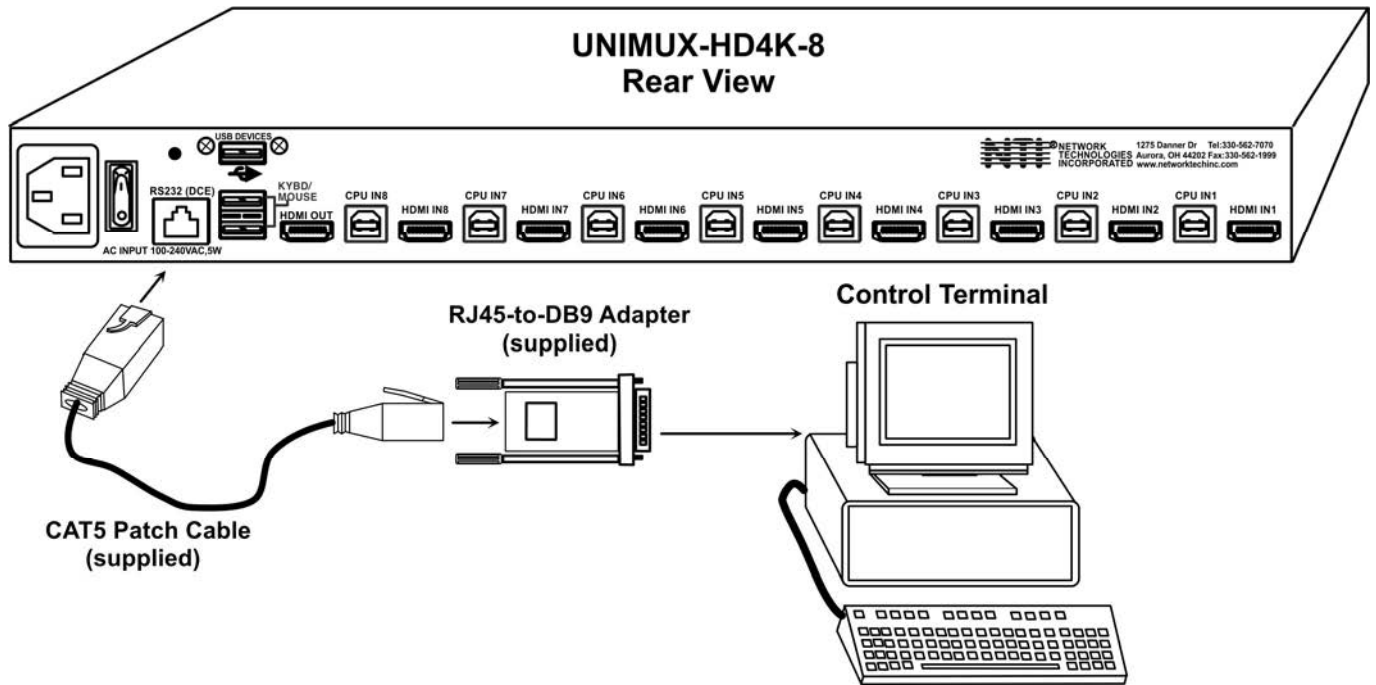 UNIMUX-HD4K-8
Rear View
USB DEVICES
NTI
®
NETWORK
TECHNOLOGIES
INCORPORATED
1275 Danner Dr Tel:330-562-7070
Aurora, OH 44202 Fax:330-562-1999
www.networktechinc.com
RS232 (DCE)
KYBD/
MOUSE
HDMI OUT
CPU IN8
HDMI IN8
CPU IN7
HDMI IN7
CPU IN6
HDMI IN6
CPU IN5
HDMI IN5
CPU IN4
HDMI IN4
CPU IN3
HDMI IN3
CPU IN2
HDMI IN2
CPU IN1
HDMI IN1
AC INPUT 100-240VAC,5W
Control Terminal
RJ45-to-DB9 Adapter
(supplied)
CAT5 Patch Cable
(supplied)